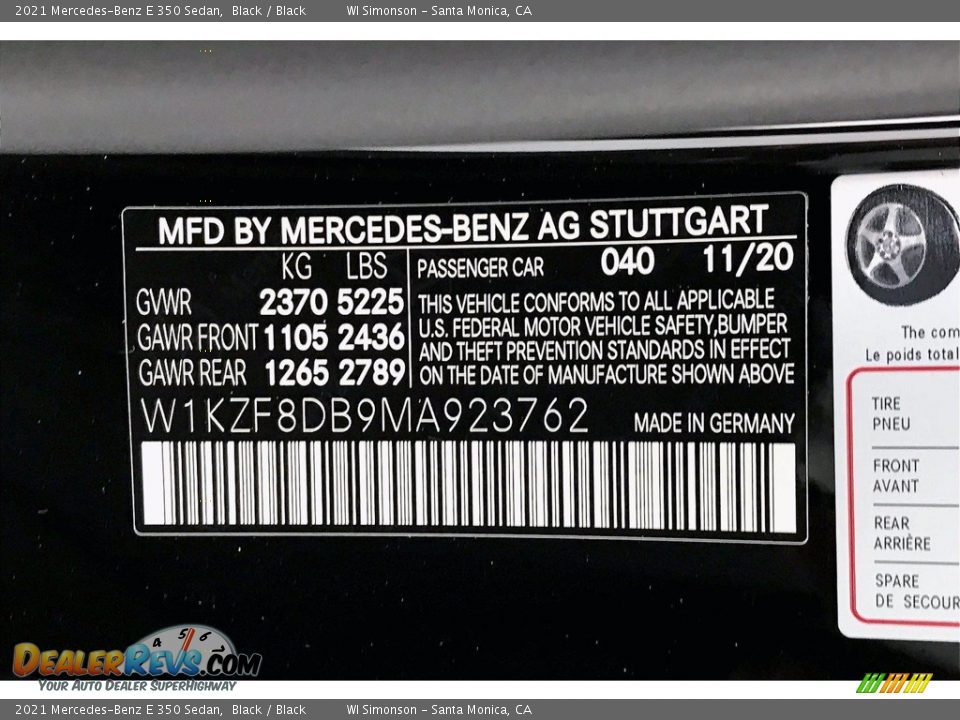 2021 Mercedes-Benz E 350 Sedan, Black / Black WI Simonson - Santa Monica, CA
MFD BY MERCEDES-BENZ AG STUTTGART
KG LBS
GVWR 2370 5225
GAWR FRONT 1105 2436
GAWR REAR 1265 2789
PASSENGER CAR 040 11/20
THIS VEHICLE CONFORMS TO ALL APPLICABLE
U.S. FEDERAL MOTOR VEHICLE SAFETY,BUMPER
AND THEFT PREVENTION STANDARDS IN EFFECT
ON THE DATE OF MANUFACTURE SHOWN ABOVE
W1KZF8DB9MA923762 MADE IN GERMANY
The com
Le poids total
TIRE
PNEU
FRONT
AVANT
REAR
ARRIÈRE
SPARE
DE SECOUR
4 5 6
DEALERREVS.COM
YOUR AUTO DEALER SUPERHIGHWAY
2021 Mercedes-Benz E 350 Sedan, Black / Black WI Simonson - Santa Monica, CA